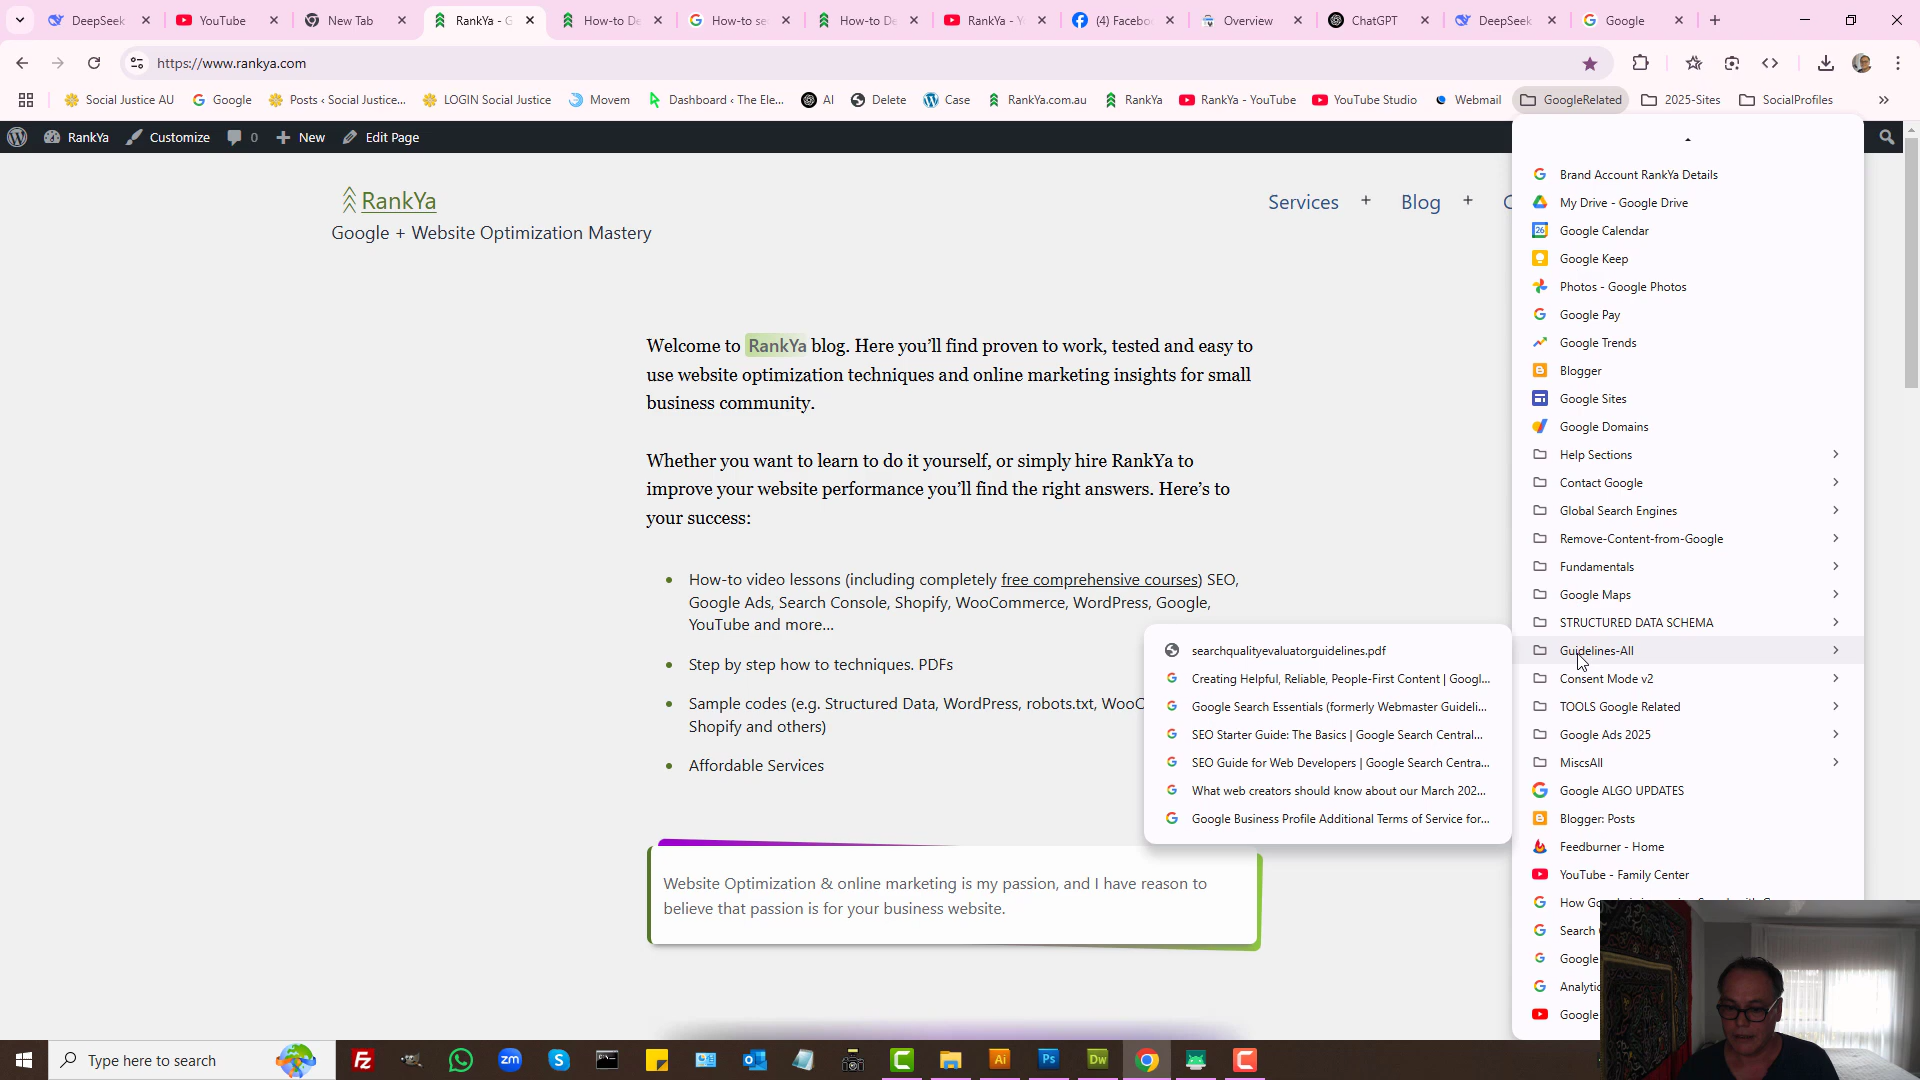 DeepSeek
YouTube
New Tab
RankYa - G
How-to De
How-to se
How-to De
RankYa - Y
(4) Facebo
Overview
ChatGPT
DeepSeek
Google
https://www.rankya.com
Social Justice AU
Google
Posts ‹ Social Justice...
LOGIN Social Justice
Movem
Dashboard ‹ The Ele...
AI
Delete
Case
RankYa.com.au
RankYa
RankYa - YouTube
YouTube Studio
Webmail
GoogleRelated
2025-Sites
SocialProfiles
RankYa
Customize
0
New
Edit Page
RankYa
Google + Website Optimization Mastery
Services +
Blog +
Welcome to RankYa blog. Here you’ll find proven to work, tested and easy to
use website optimization techniques and online marketing insights for small
business community.
Whether you want to learn to do it yourself, or simply hire RankYa to
improve your website performance you’ll find the right answers. Here’s to
your success:
How-to video lessons (including completely free comprehensive courses) SEO,
Google Ads, Search Console, Shopify, WooCommerce, WordPress, Google,
YouTube and more...
Step by step how to techniques. PDFs
Sample codes (e.g. Structured Data, WordPress, robots.txt, WooC
Shopify and others)
Affordable Services
Website Optimization & online marketing is my passion, and I have reason to
believe that passion is for your business website.
Brand Account RankYa Details
My Drive - Google Drive
26
Google Calendar
Google Keep
Photos - Google Photos
Google Pay
Google Trends
Blogger
Google Sites
Google Domains
Help Sections
Contact Google
Global Search Engines
Remove-Content-from-Google
Fundamentals
Google Maps
STRUCTURED DATA SCHEMA
Guidelines-All
Consent Mode v2
TOOLS Google Related
Google Ads 2025
MiscsAll
Google ALGO UPDATES
Blogger: Posts
Feedburner - Home
YouTube - Family Center
How Go
Search
Google
Analytic
Google
searchqualityevaluatorguidelines.pdf
Creating Helpful, Reliable, People-First Content | Googl...
Google Search Essentials (formerly Webmaster Guideli...
SEO Starter Guide: The Basics | Google Search Central...
SEO Guide for Web Developers | Google Search Centra...
What web creators should know about our March 202...
Google Business Profile Additional Terms of Service for...
Type here to search
Fz
zm
Ai
Ps
Dw